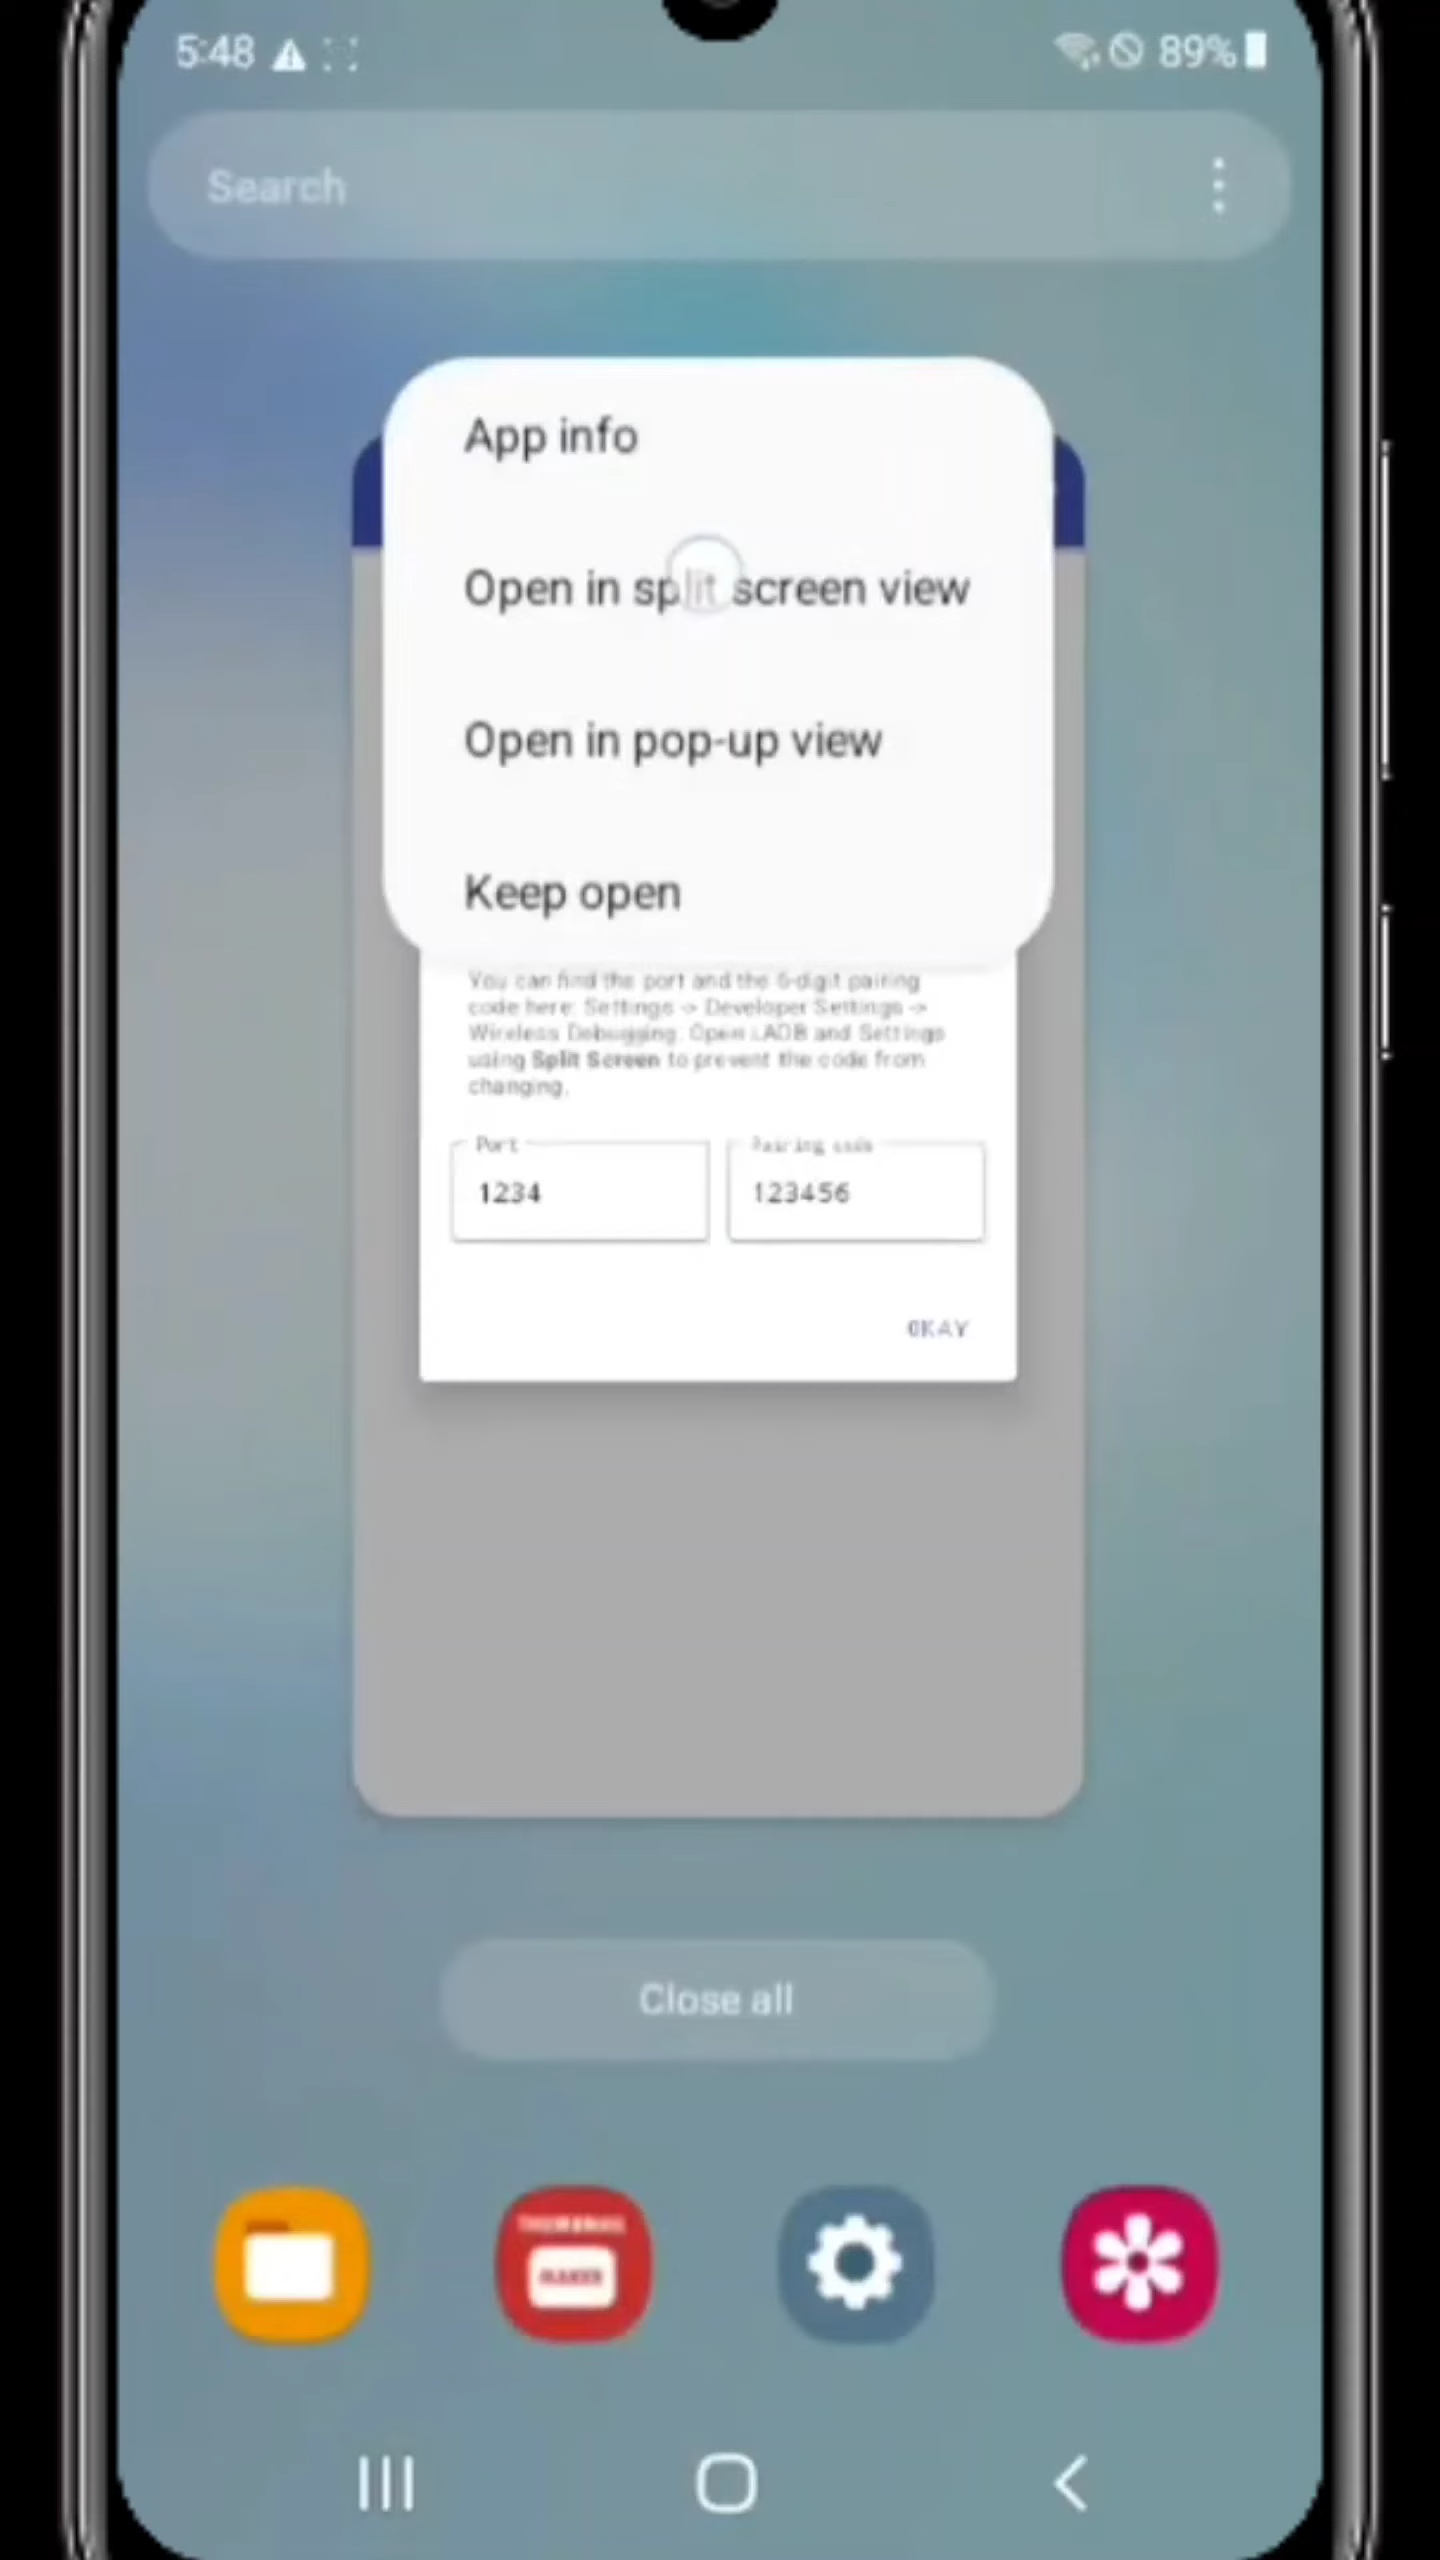 5:48
89%
Search
App info
Open in split screen view
Open in pop-up view
Keep open
You can find the port and the 6-digit pairing
code here: Settings -> Developer Settings ->
Wireless Debugging. Open LADB and Settings
using Split Screen to prevent the code from
changing.
Port
Pairing code
1234
123456
OKAY
Close all
MAKER